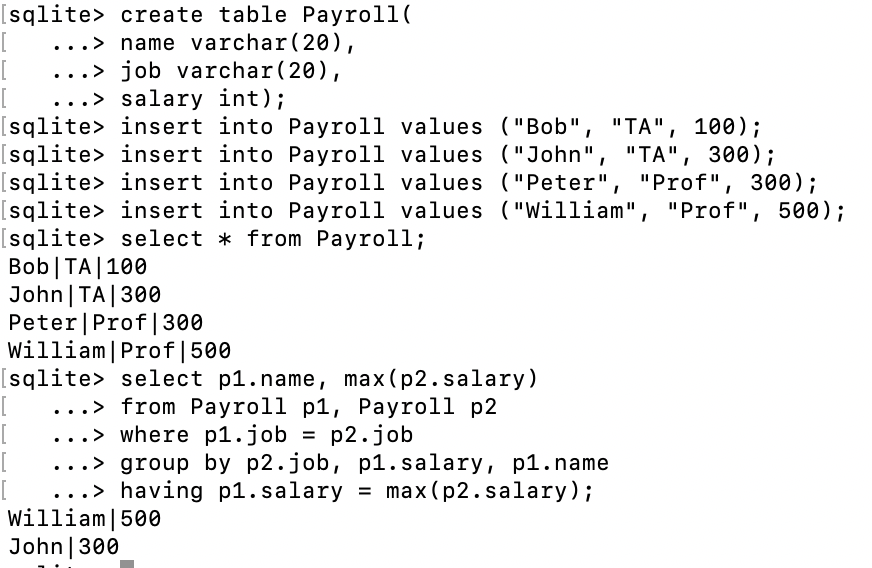 [sqlite> create table Payroll(
[   ...> name varchar(20),
[   ...> job varchar(20),
[   ...> salary int);
[sqlite> insert into Payroll values ("Bob", "TA", 100);
[sqlite> insert into Payroll values ("John", "TA", 300);
[sqlite> insert into Payroll values ("Peter", "Prof", 300);
[sqlite> insert into Payroll values ("William", "Prof", 500);
[sqlite> select * from Payroll;
Bob|TA|100
John|TA|300
Peter|Prof|300
William|Prof|500
[sqlite> select p1.name, max(p2.salary)
[   ...> from Payroll p1, Payroll p2
[   ...> where p1.job = p2.job
[   ...> group by p2.job, p1.salary, p1.name
[   ...> having p1.salary = max(p2.salary);
William|500
John|300